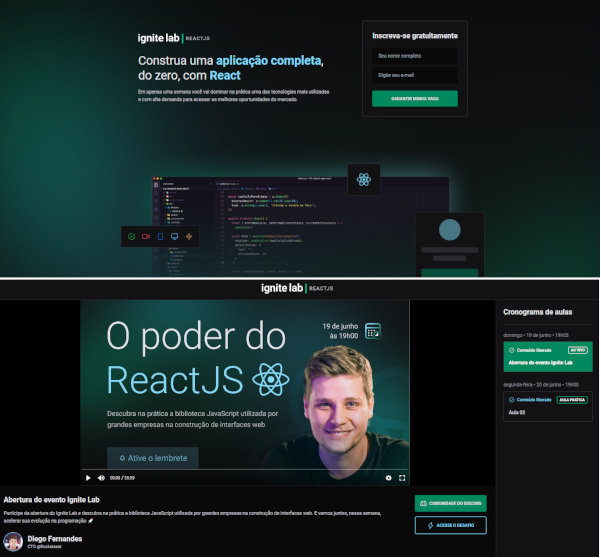 ignite lab | REACTJS
Construa uma aplicação completa,
do zero, com React
Em apenas uma semana você vai dominar na prática uma das tecnologias mais utilizadas
e com alta demanda para acessar as melhores oportunidades do mercado.
Inscreva-se gratuitamente
Seu nome completo
Digite seu e-mail
GARANTIR MINHA VAGA
ignite lab | REACTJS
O poder do
ReactJS
19 de junho
às 19h00
Descubra na prática a biblioteca JavaScript utilizada por
grandes empresas na construção de interfaces web
Ative o lembrete
00:00 / 55:59
Cronograma de aulas
domingo • 19 de junho • 19h05
Conteúdo liberado
AO VIVO
Abertura do evento Ignite Lab
segunda-feira • 20 de junho • 19h00
Conteúdo liberado
AULA PRÁTICA
Aula 02
Abertura do evento Ignite Lab
Participe da abertura do Ignite Lab e descubra na prática a biblioteca JavaScript utilizada por grandes empresas na construção de interfaces web. E vamos juntos, nessa semana,
acelerar sua evolução na programação
COMUNIDADE DO DISCORD
ACESSE O DESAFIO
Diego Fernandes
CTO @Rocketseat